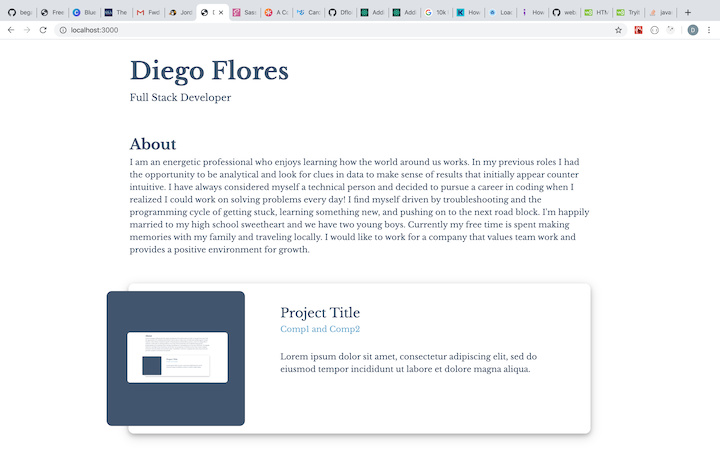 beg
Free
Blue
The
Fwd
Jord
Sas
A Co
Can
Dflo
Add
Add
10k
How
Loa
How
web
HTM
Tryi
java
localhost:3000
D
Diego Flores
Full Stack Developer
About
I am an energetic professional who enjoys learning how the world around us works. In my previous roles I had
the opportunity to be analytical and look for clues in data to make sense of results that initially appear counter
intuitive. I have always considered myself a technical person and decided to pursue a career in coding when I
realized I could work on solving problems every day! I find myself driven by troubleshooting and the
programming cycle of getting stuck, learning something new, and pushing on to the next road block. I'm happily
married to my high school sweetheart and we have two young boys. Currently my free time is spent making
memories with my family and traveling locally. I would like to work for a company that values team work and
provides a positive environment for growth.
Project Title
Comp1 and Comp2
Lorem ipsum dolor sit amet, consectetur adipiscing elit, sed do
eiusmod tempor incididunt ut labore et dolore magna aliqua.